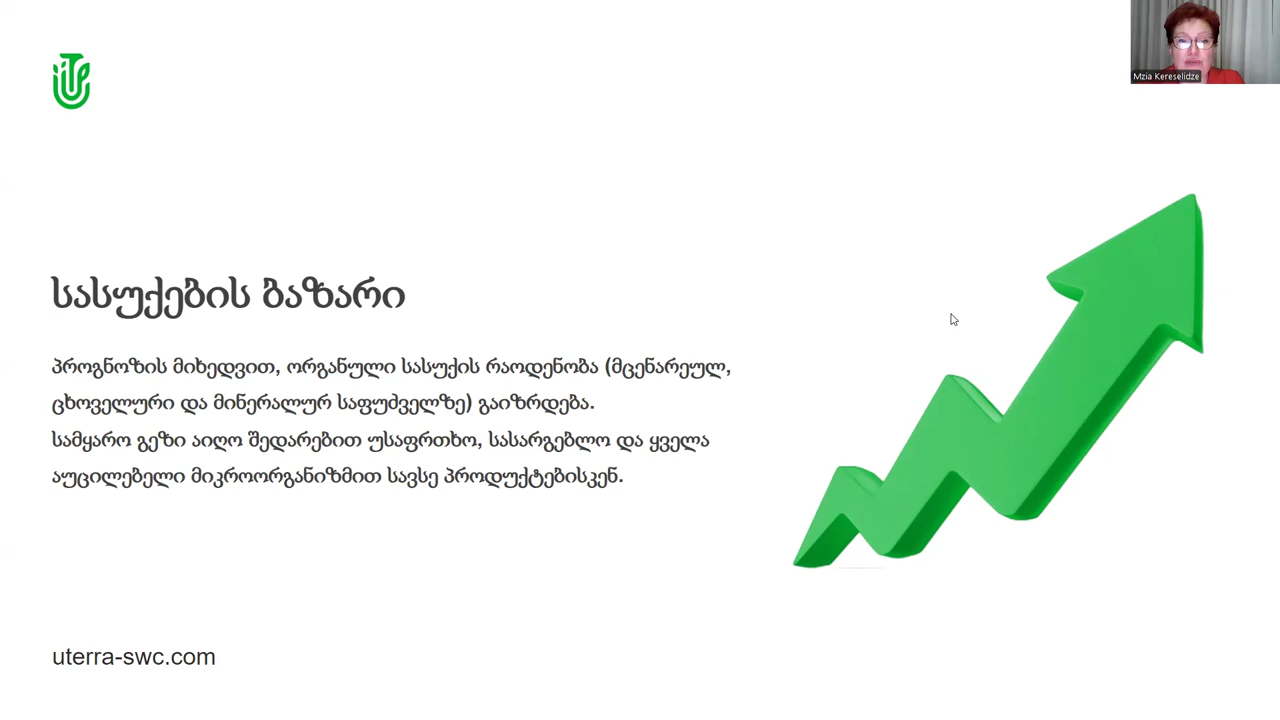 Mzia Kereselidze
სასუქების ბაზარი
პროგნოზის მიხედვით, ორგანული სასუქის რაოდენობა (მცენარეულ,
ცხოველური და მინერალურ საფუძველზე) გაიზრდება.
სამყარო გეზი აიღო შედარებით უსაფრთხო, სასარგებლო და ყველა
აუცილებელი მიკროორგანიზმით სავსე პროდუქტებისკენ.
uterra-swc.com